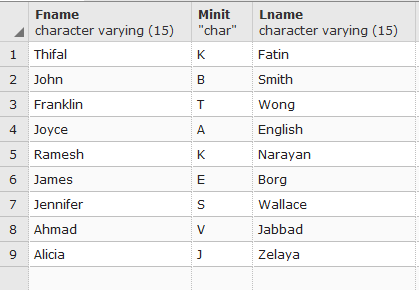 Fname Minit Lname
character varying (15) "char" character varying (15)
1 Thifal K Fatin
2 John B Smith
3 Franklin T Wong
4 Joyce A English
5 Ramesh K Narayan
6 James E Borg
7 Jennifer S Wallace
8 Ahmad V Jabbad
9 Alicia J Zelaya